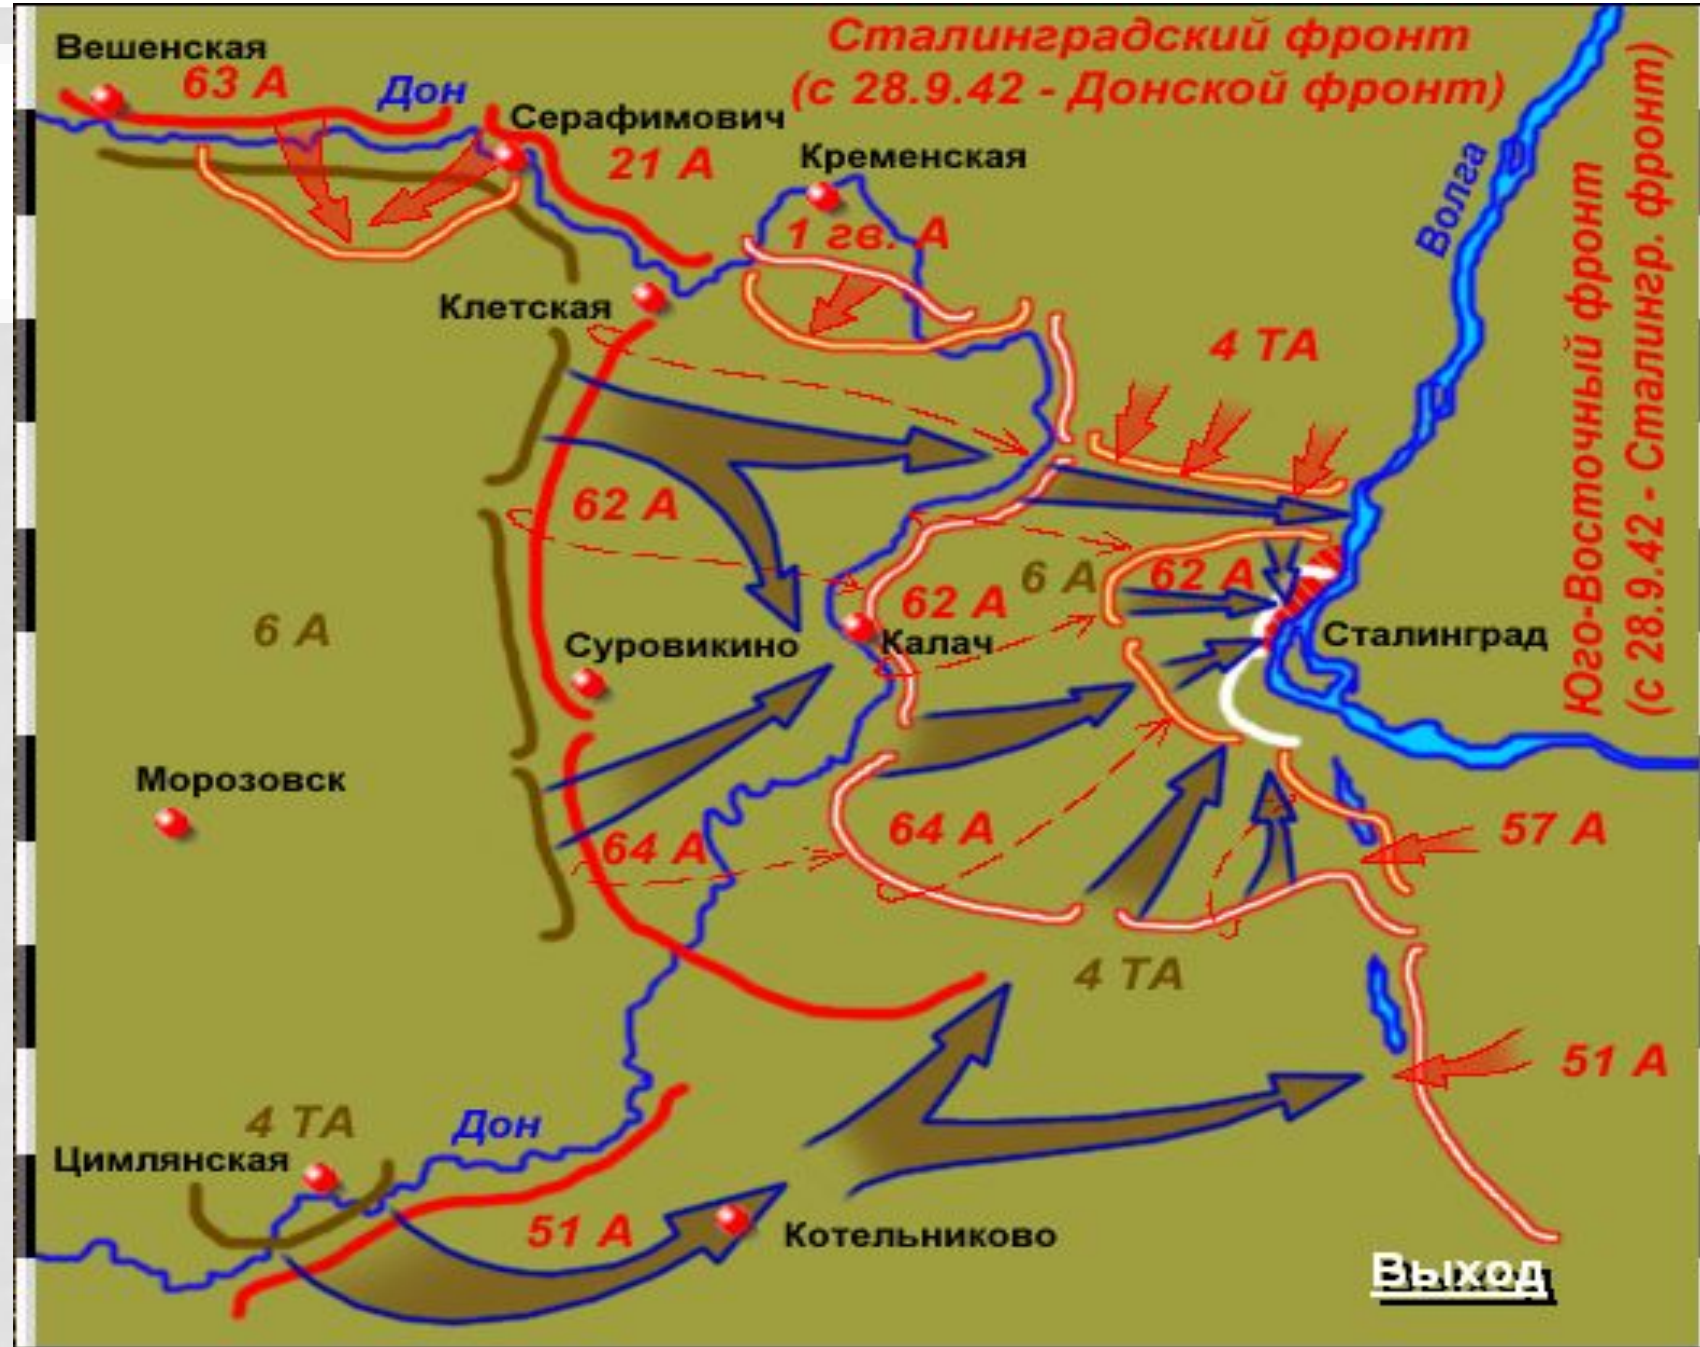 Сталинградский фронт
(с 28.9.42 - Донской фронт)
Вешенская
63 А
Дон
Серафимович
21 А
Кременская
1 гв. А
Волга
Юго-Восточный фронт
(с 28.9.42 - Сталингр. фронт)
Клетская
4 ТА
62 А
6 А
62 А
62 А
6 А
Суровикино
Калач
Сталинград
Морозовск
64 А
64 А
57 А
4 ТА
51 А
4 ТА
Дон
Цимлянская
51 А
Котельниково
Выход